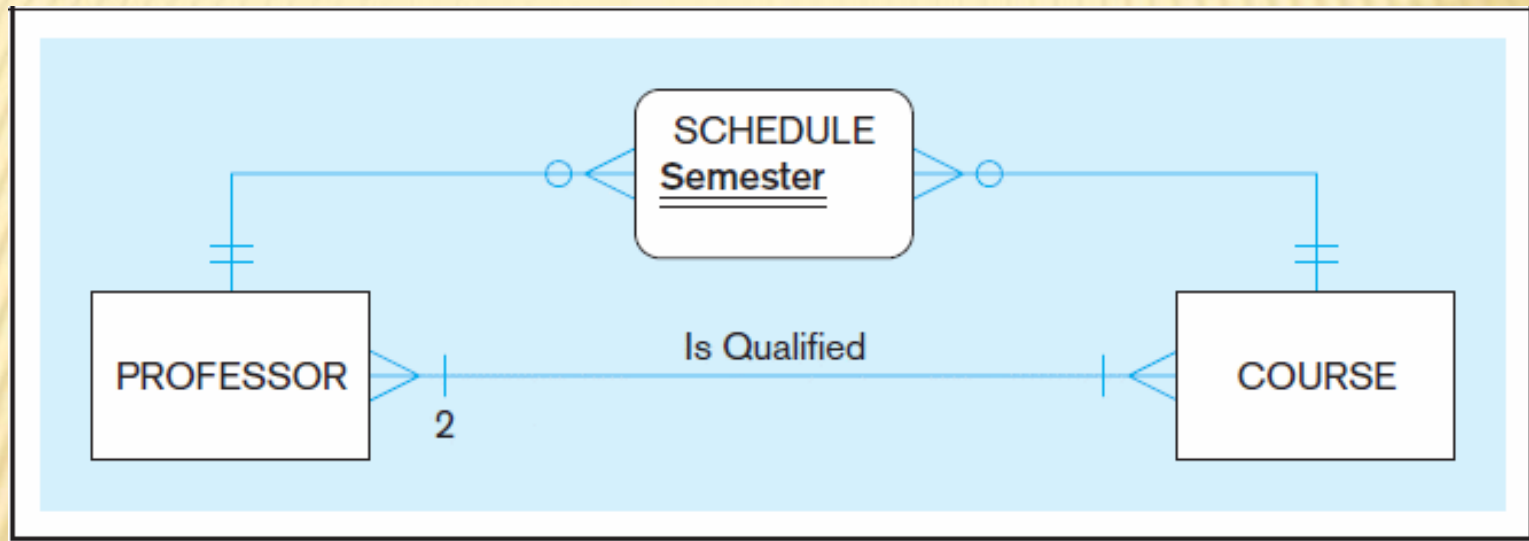 SCHEDULE
Semester
Is Qualified
PROFESSOR
COURSE
2